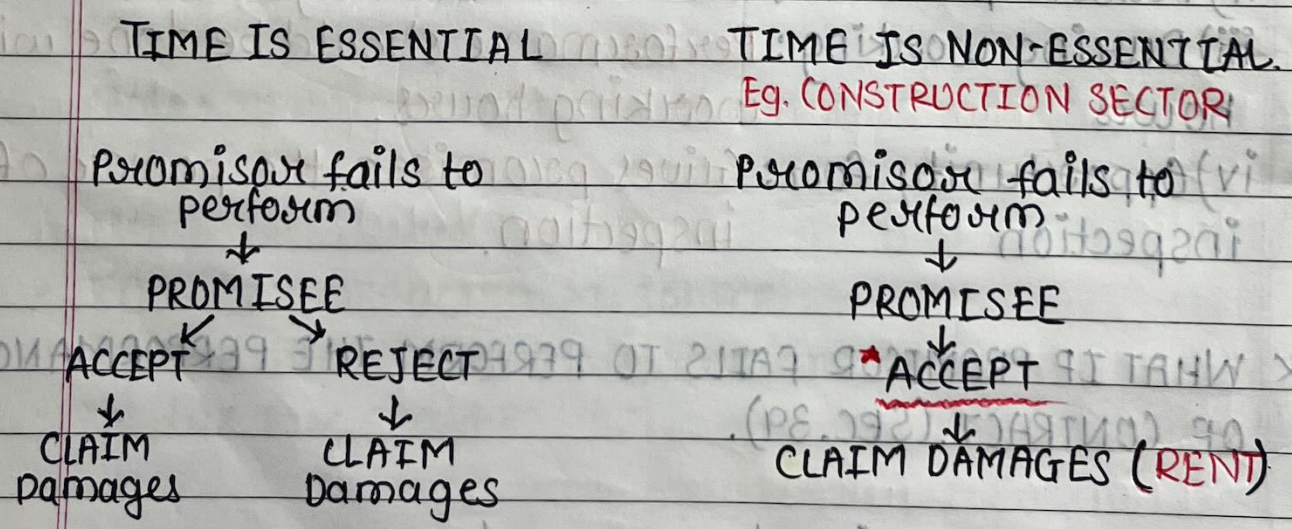 TIME IS ESSENTIAL
Promisor fails to
perform
↓
PROMISEE
↙ ↘
ACCEPT REJECT
↓ ↓
CLAIM CLAIM
Damages Damages
TIME IS NON-ESSENTIAL.
Eg. CONSTRUCTION SECTOR
Promisor fails to
perform
↓
PROMISEE
↓
*ACCEPT
↓
CLAIM DAMAGES (RENT)